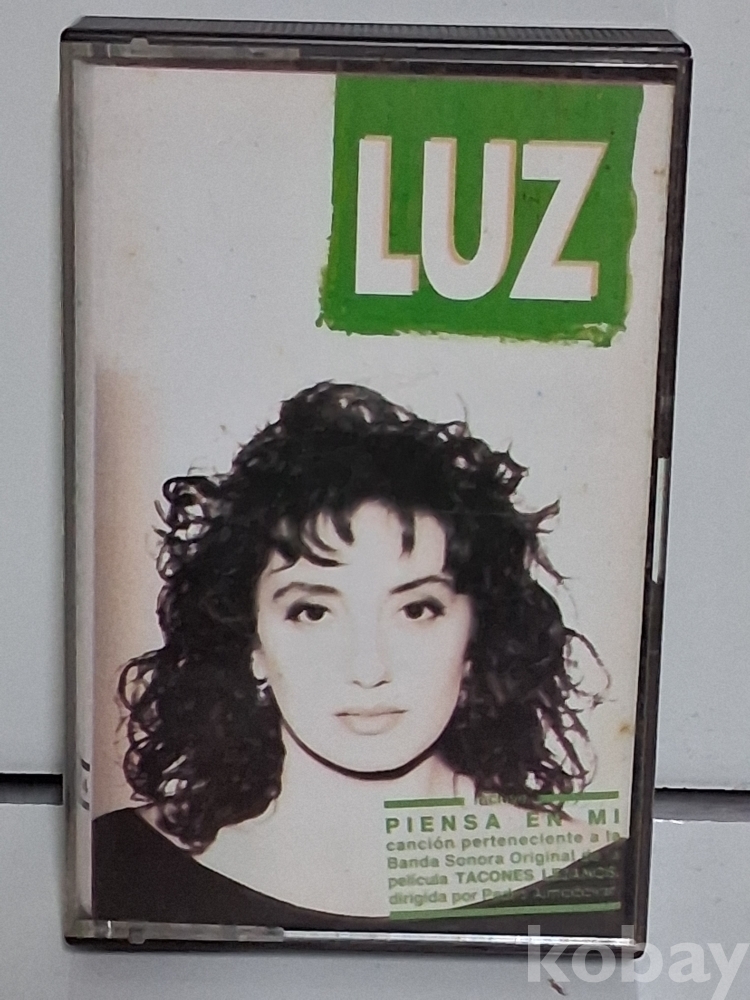 LUZ
PIENSA EN MI
canción perteneciente a la
Banda Sonora Original de la
película TACONES LEJANOS,
dirigida por Pedro Almodóvar
kobay